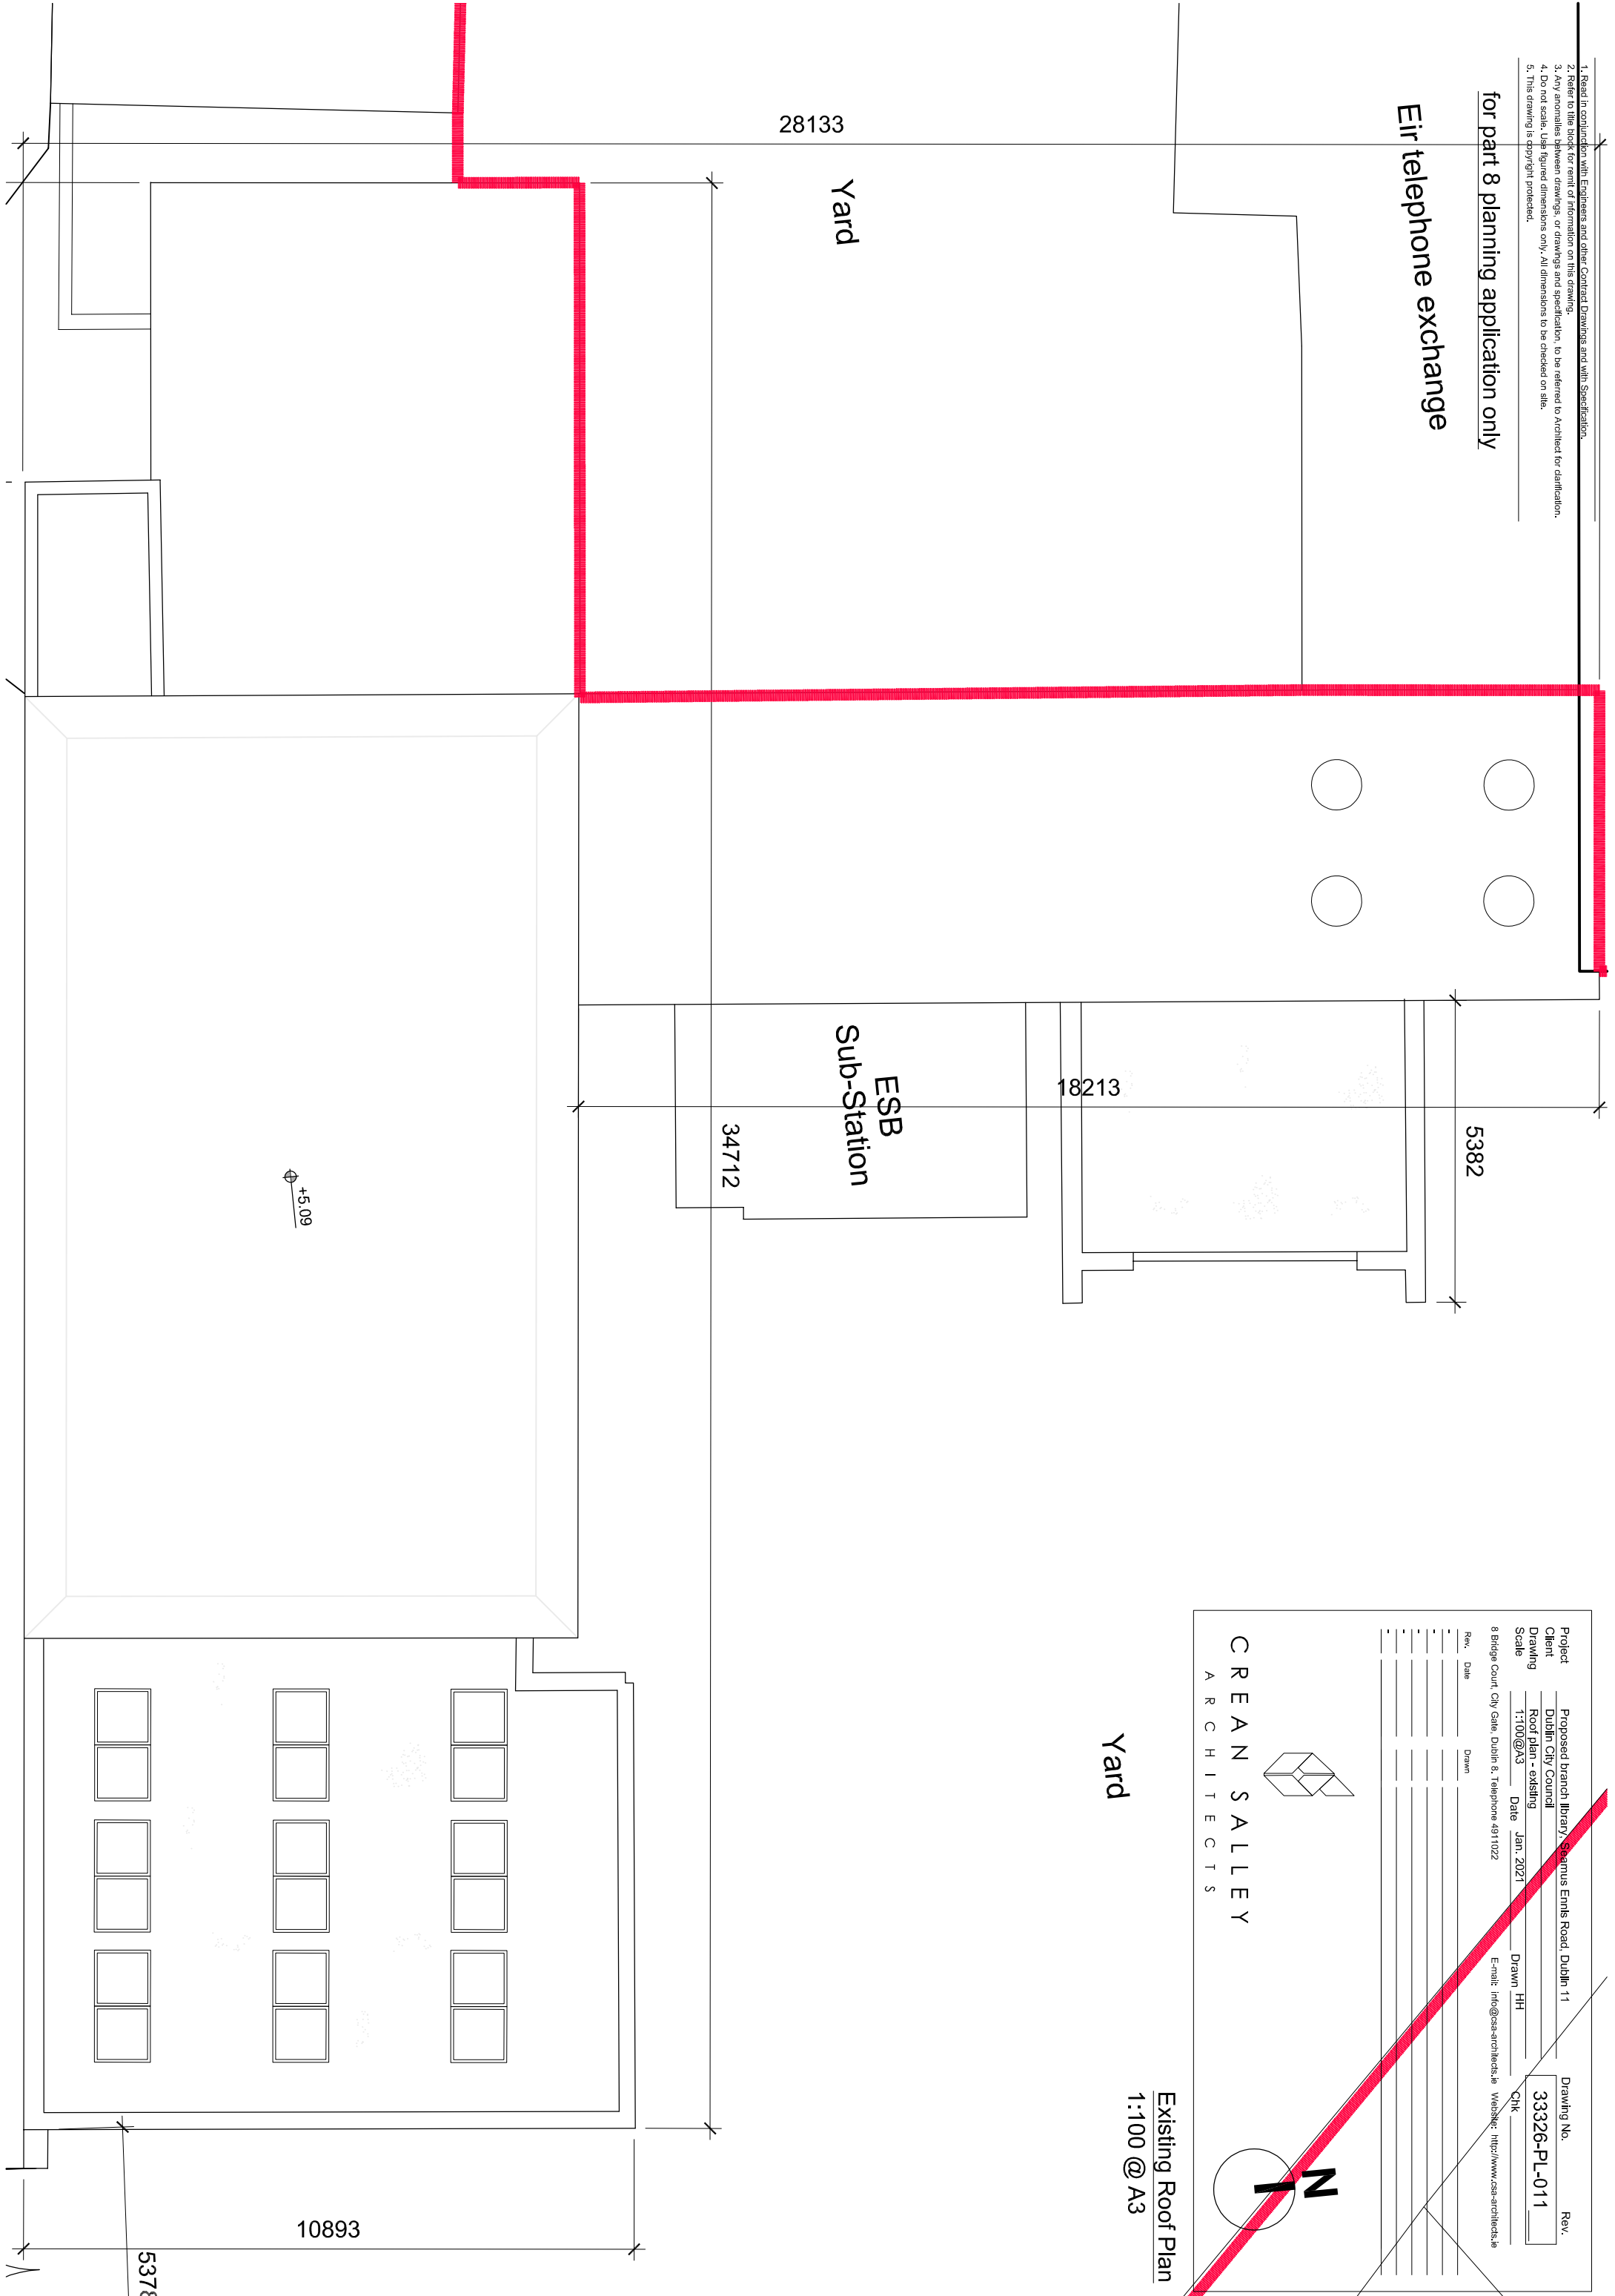 1. Read in conjunction with Engineers and other Contract Drawings and with Specification.
2. Refer to title block for remit of information on this drawing.
3. Any anomalies between drawings, or drawings and specification, to be referred to Architect for clarification.
4. Do not scale. Use figured dimensions only. All dimensions to be checked on site.
5. This drawing is copyright protected.
for part 8 planning application only
Eir telephone exchange
Yard
28133
ESB
Sub-Station
18213
5382
34712
+5.09
Yard
10893
5378
Project Proposed branch library, Seamus Ennis Road, Dublin 11
Client Dublin City Council
Drawing Roof plan - existing
Scale 1:100@A3 Date Jan. 2021 Drawn HH Chk
Drawing No. Rev.
33326-PL-011
8 Bridge Court, City Gate, Dublin 8. Telephone 4911022 E-mail: info@csa-architects.ie Website: http://www.csa-architects.ie
Rev. Date Drawn
CREAN SALLEY
ARCHITECTS
N
Existing Roof Plan
1:100 @ A3